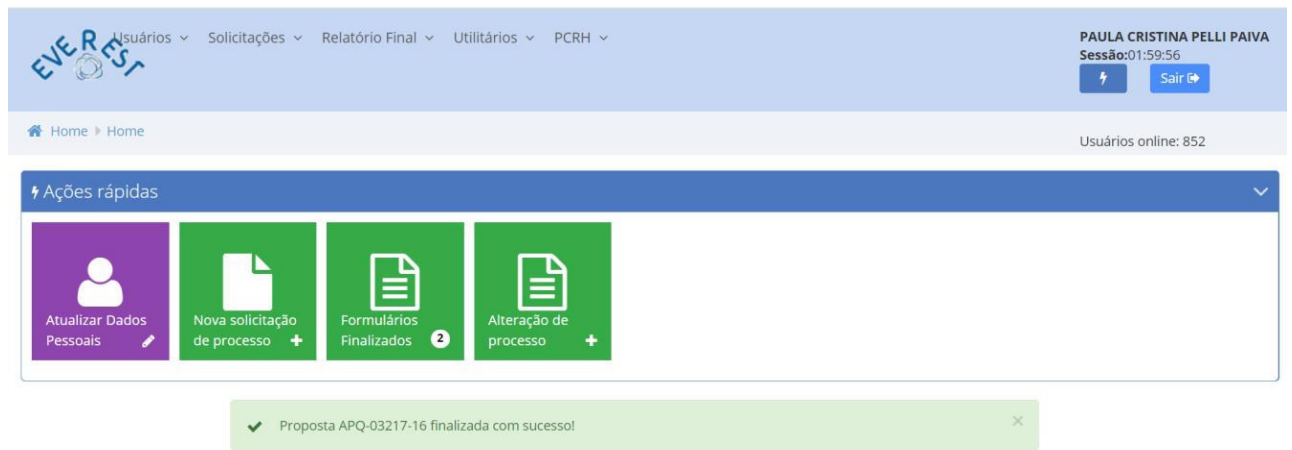 EVEREST
Usuários Solicitações Relatório Final Utilitários PCRH
PAULA CRISTINA PELLI PAIVA
Sessão:01:59:56
Sair
Home Home
Usuários online: 852
Ações rápidas
Atualizar Dados
Pessoais
Nova solicitação
de processo
Formulários
Finalizados 2
Alteração de
processo
Proposta APQ-03217-16 finalizada com sucesso!